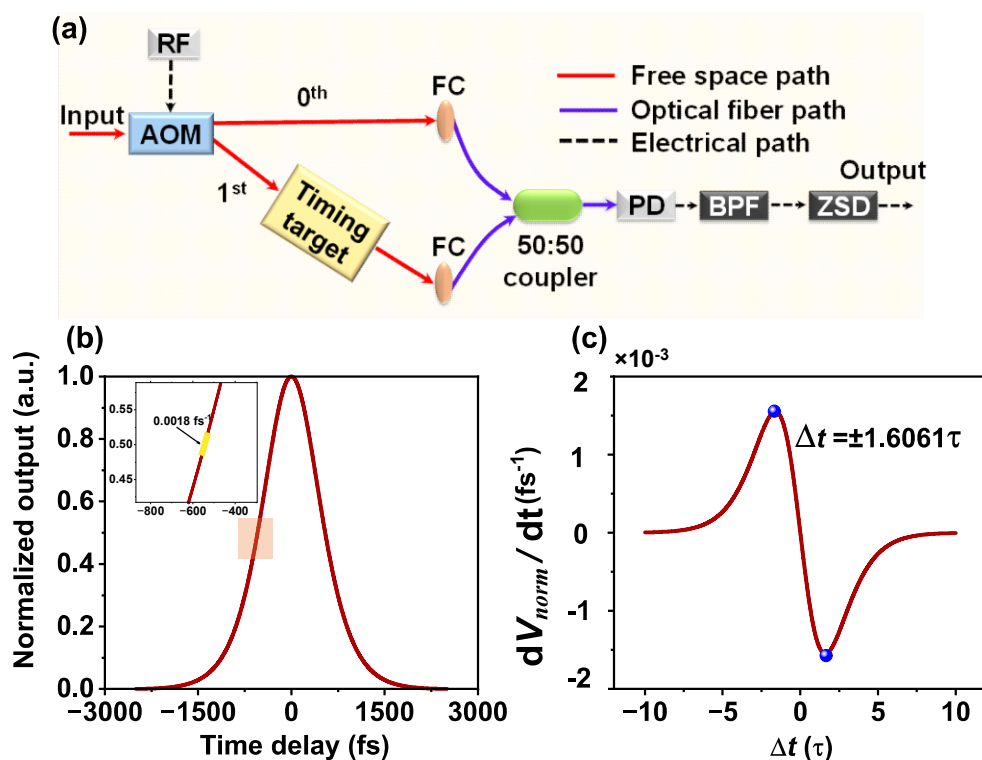 (a)
RF
Input
AOM
0th
1st
Timing
target
FC
FC
50:50
coupler
Free space path
Optical fiber path
Electrical path
Output
PD
BPF
ZSD
(b)
Normalized output (a.u.)
1.0
0.8
0.6
0.4
0.2
0.0
−3000
−1500
0
1500
3000
Time delay (fs)
0.55
0.50
0.45
−800
−600
−400
0.0018 fs-1
(c)
×10-3
dVnorm/dt(fs-1)
2
1
0
-1
-2
−10
−5
0
5
10
Δt (τ)
Δt =±1.6061τ